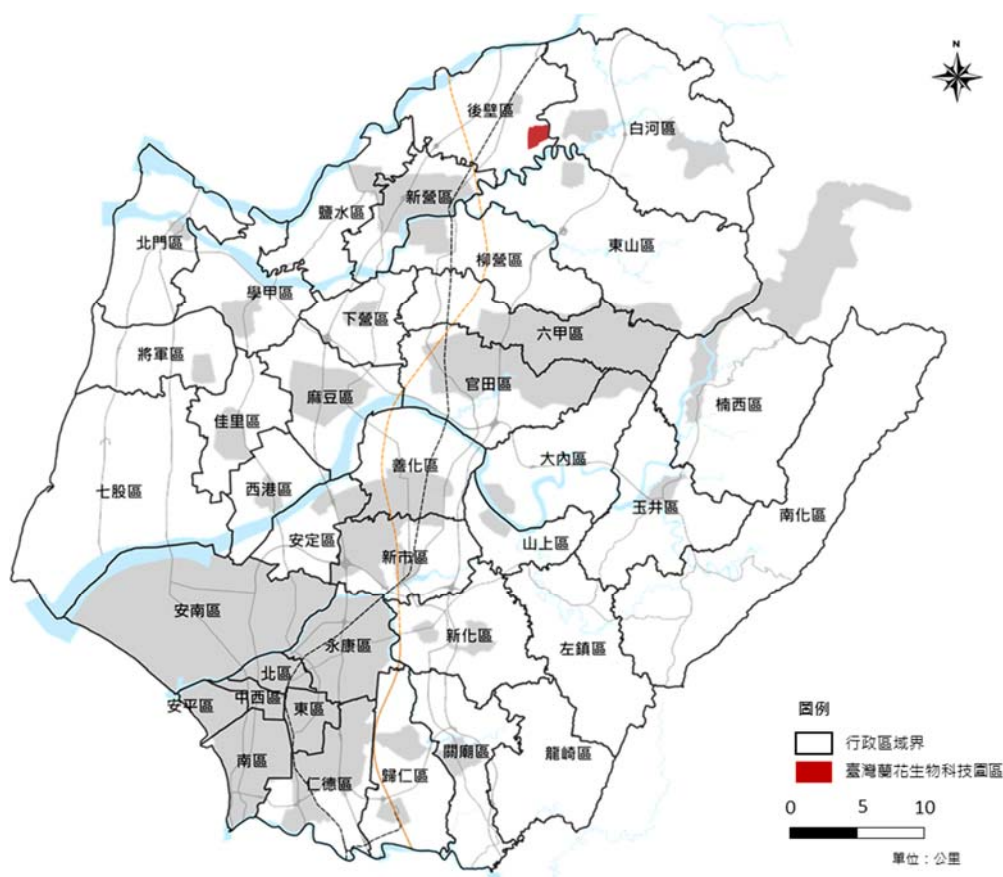 N
後壁區
白河區
鹽水區
新營區
北門區
東山區
柳營區
學甲區
下營區
六甲區
將軍區
官田區
麻豆區
楠西區
佳里區
大內區
善化區
西港區
七股區
玉井區
南化區
安定區
山上區
新市區
安南區
新化區
永康區
左鎮區
北區
中西區
安平區
東區
南區
關廟區
龍崎區
歸仁區
仁德區
圖例
行政區域界
臺灣蘭花生物科技園區
0 5 10
單位：公里